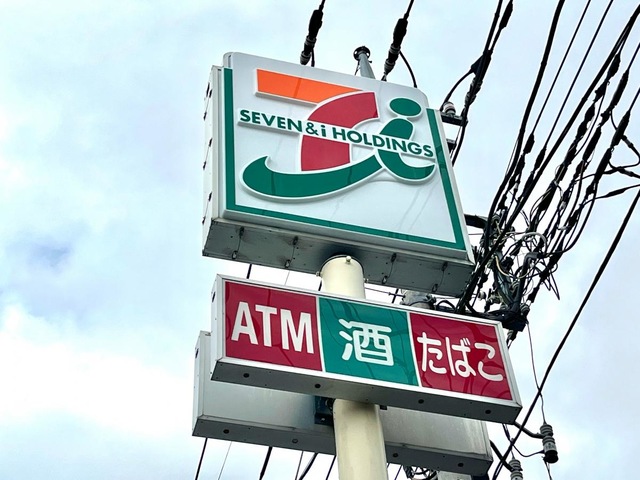 SEVEN&i HOLDINGS
ATM 酒 たばこ